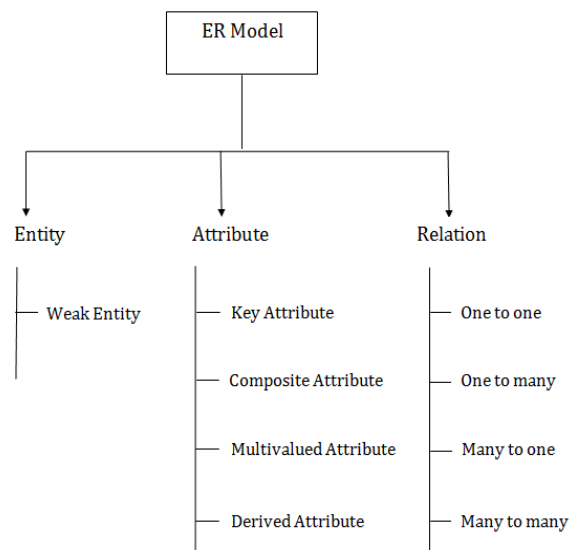 ER Model
Entity
Attribute
Relation
Weak Entity
Key Attribute
One to one
Composite Attribute
One to many
Multivalued Attribute
Many to one
Derived Attribute
Many to many